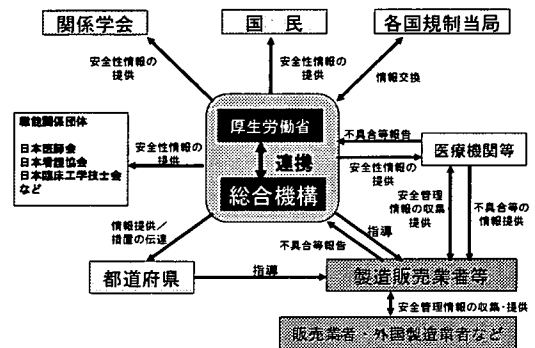 関係学会
国　民
各国規制当局
安全性情報の
提供
安全性情報の
提供
情報交換
職能関係団体
日本医師会
日本看護協会
日本臨床工学技士会
など
安全性情報の
提供
厚生労働省
連携
総合機構
不具合等報告
安全性情報の
提供
医療機関等
安全管理
情報の収集
提供
不具合等の
情報提供
情報提供／
措置の伝達
不具合等報告
指導
都道府県
指導
製造販売業者等
安全管理情報の収集・提供
販売業者・外国製造業者など